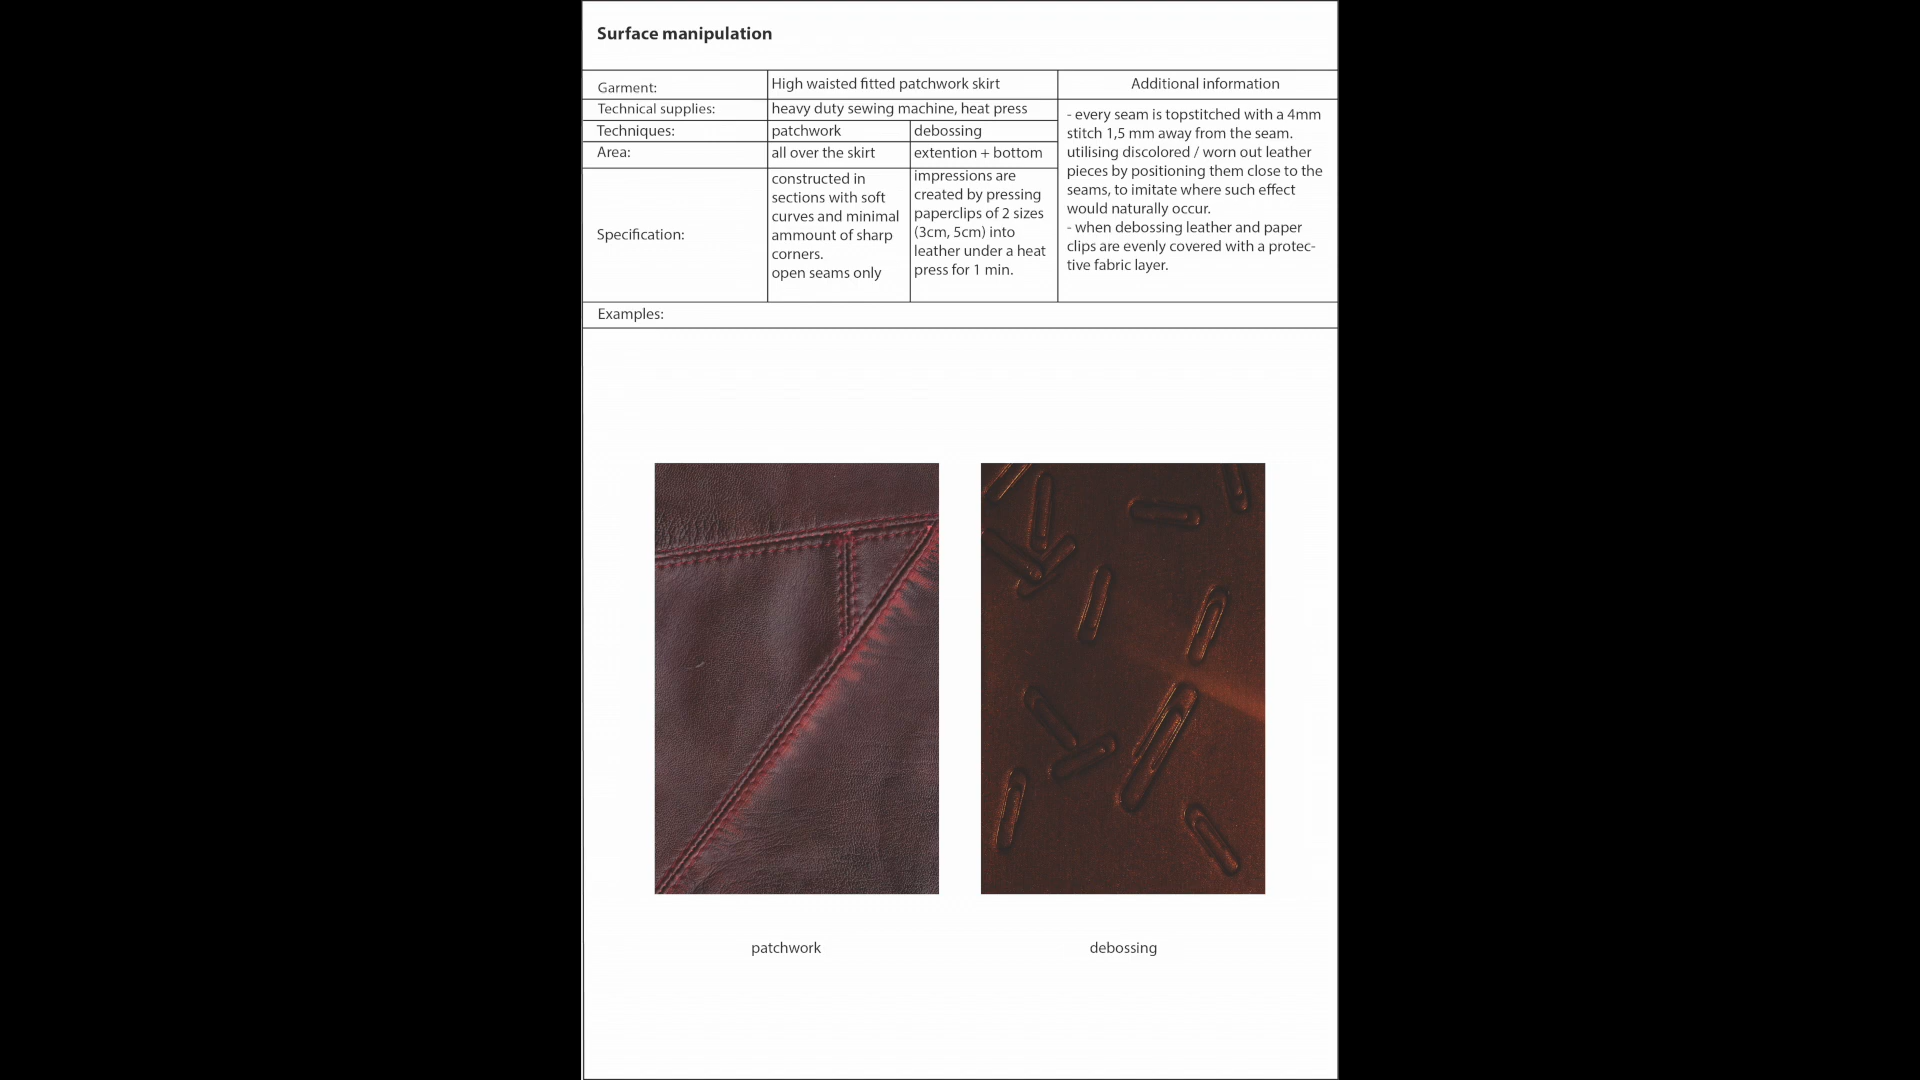 Surface manipulation
Garment:
High waisted fitted patchwork skirt
Additional information
Technical supplies:
heavy duty sewing machine, heat press
Techniques:
patchwork
debossing
Area:
all over the skirt
extention + bottom
Specification:
constructed in
sections with soft
curves and minimal
ammount of sharp
corners.
open seams only
impressions are
created by pressing
paperclips of 2 sizes
(3cm, 5cm) into
leather under a heat
press for 1 min.
- every seam is topstitched with a 4mm
stitch 1,5 mm away from the seam.
utilising discolored / worn out leather
pieces by positioning them close to the
seams, to imitate where such effect
would naturally occur.
- when debossing leather and paper
clips are evenly covered with a protec-
tive fabric layer.
Examples:
patchwork
debossing